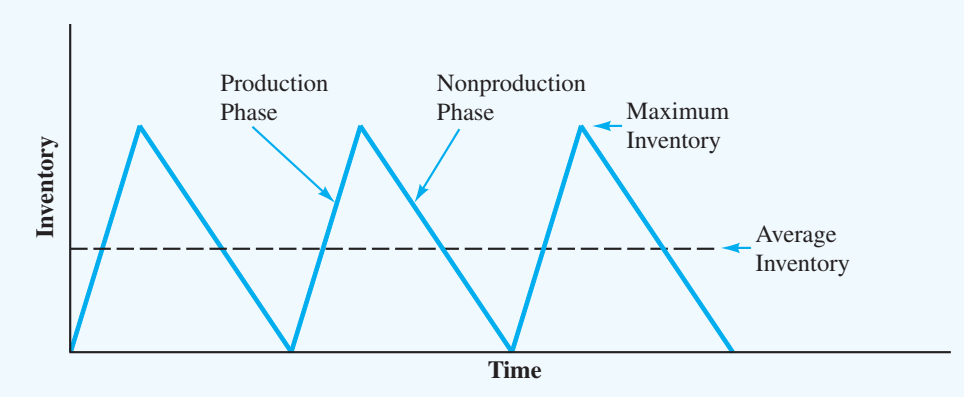 Production
Phase
Nonproduction
Phase
Maximum
Inventory
Inventory
Average
Inventory
Time